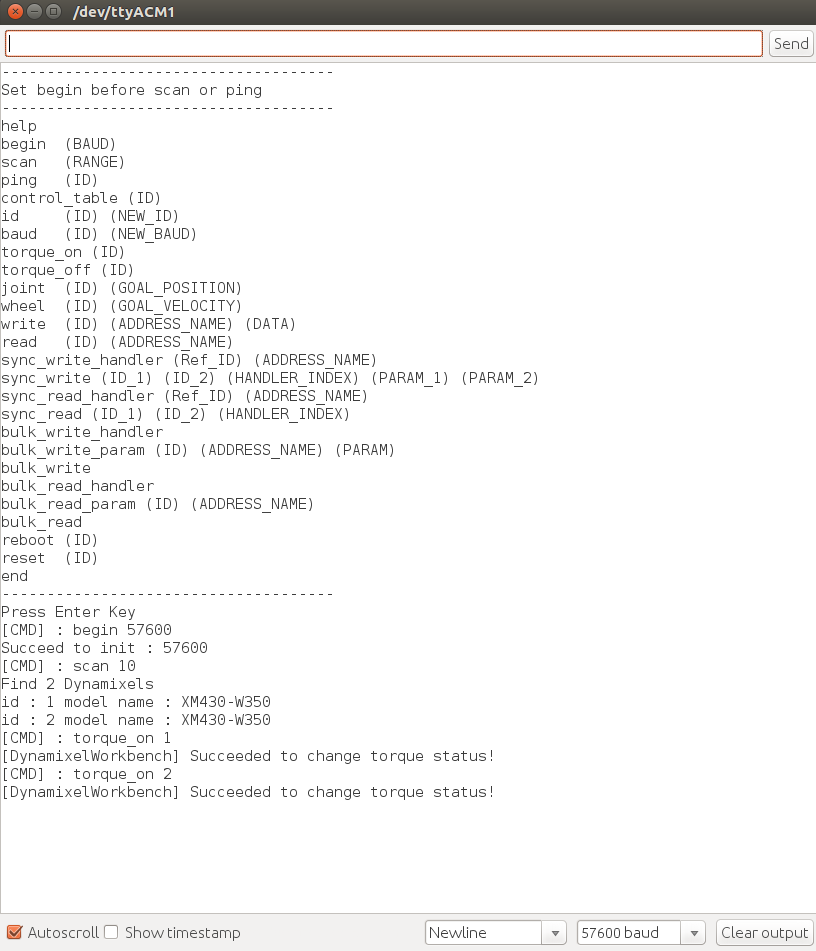 /dev/ttyACM1
Send
-------------------------------------
Set begin before scan or ping
-------------------------------------
help
begin  (BAUD)
scan   (RANGE)
ping   (ID)
control_table (ID)
id     (ID) (NEW_ID)
baud   (ID) (NEW_BAUD)
torque_on (ID)
torque_off (ID)
joint  (ID) (GOAL_POSITION)
wheel  (ID) (GOAL_VELOCITY)
write  (ID) (ADDRESS_NAME) (DATA)
read   (ID) (ADDRESS_NAME)
sync_write_handler (Ref_ID) (ADDRESS_NAME)
sync_write (ID_1) (ID_2) (HANDLER_INDEX) (PARAM_1) (PARAM_2)
sync_read_handler (Ref_ID) (ADDRESS_NAME)
sync_read (ID_1) (ID_2) (HANDLER_INDEX)
bulk_write_handler
bulk_write_param (ID) (ADDRESS_NAME) (PARAM)
bulk_write
bulk_read_handler
bulk_read_param (ID) (ADDRESS_NAME)
bulk_read
reboot (ID)
reset  (ID)
end
-------------------------------------
Press Enter Key
[CMD] : begin 57600
Succeed to init : 57600
[CMD] : scan 10
Find 2 Dynamixels
id : 1 model name : XM430-W350
id : 2 model name : XM430-W350
[CMD] : torque_on 1
[DynamixelWorkbench] Succeeded to change torque status!
[CMD] : torque_on 2
[DynamixelWorkbench] Succeeded to change torque status!
Autoscroll Show timestamp Newline 57600 baud Clear output